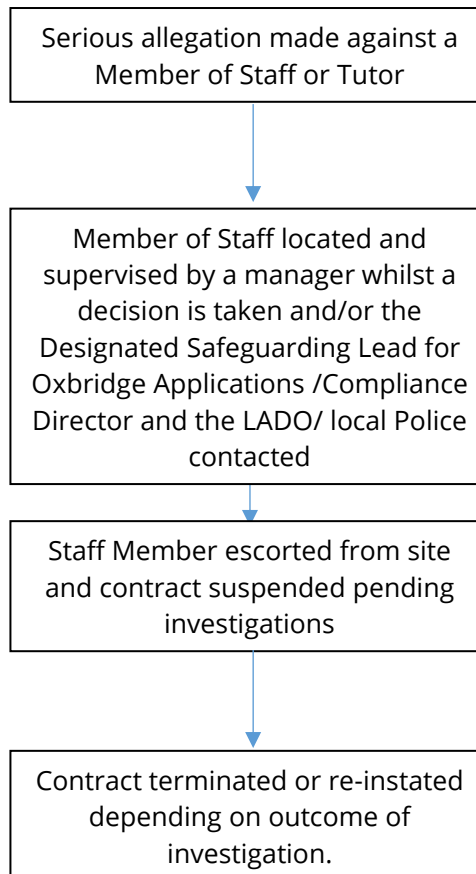 Serious allegation made against a
Member of Staff or Tutor
Member of Staff located and
supervised by a manager whilst a
decision is taken and/or the
Designated Safeguarding Lead for
Oxbridge Applications /Compliance
Director and the LADO/ local Police
contacted
Staff Member escorted from site
and contract suspended pending
investigations
Contract terminated or re-instated
depending on outcome of
investigation.